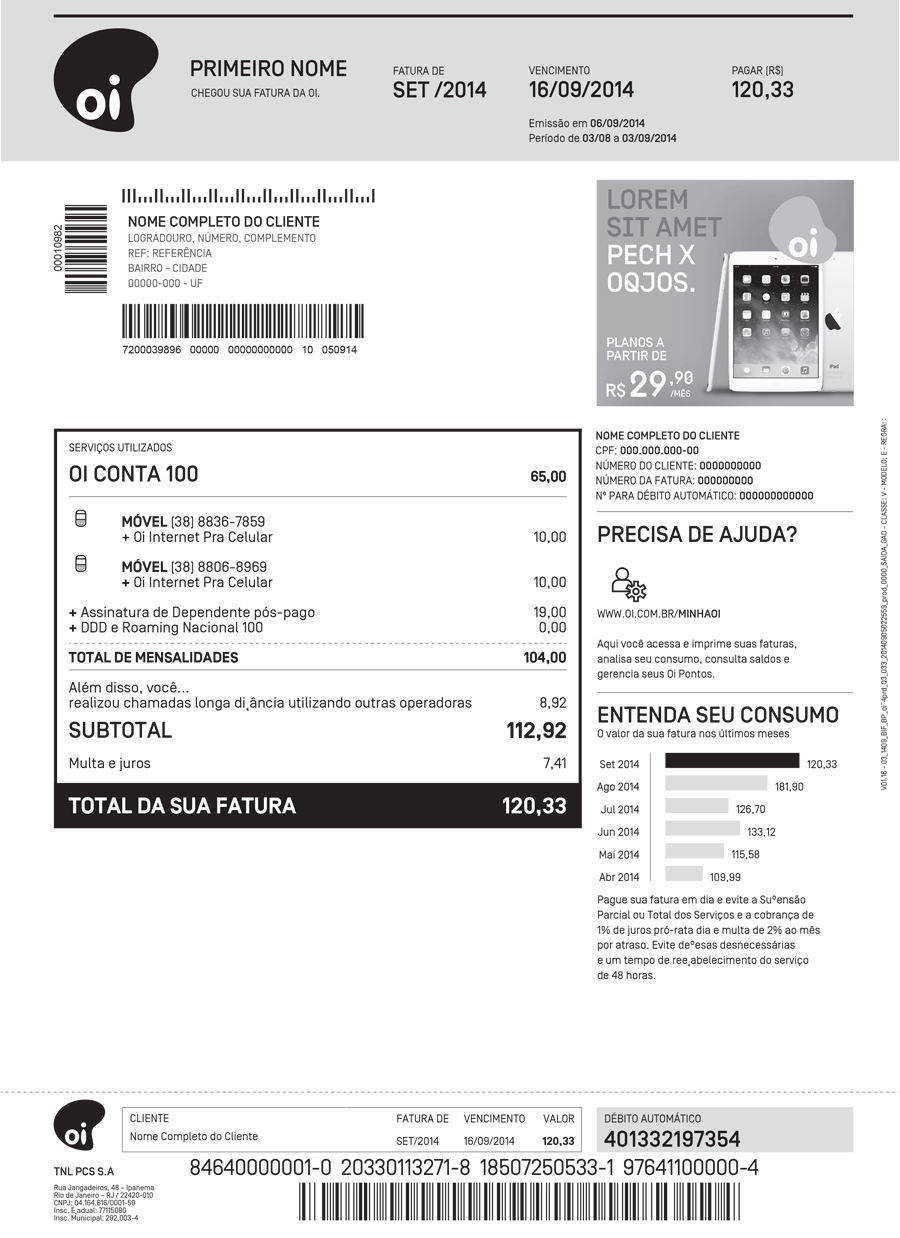 oi
PRIMEIRO NOME
CHEGOU SUA FATURA DA OI.
FATURA DE
SET /2014
VENCIMENTO
16/09/2014
Emissão em 06/09/2014
Período de 03/08 a 03/09/2014
PAGAR (R$)
120,33
00010982
NOME COMPLETO DO CLIENTE
LOGRADOURO, NÚMERO, COMPLEMENTO
REF: REFERÊNCIA
BAIRRO - CIDADE
00000-000 - UF
7200039896 00000 00000000000 10 050914
LOREM
SIT AMET
PECH X
OQJOS.
oi
PLANOS A
PARTIR DE
R$ 29,90
/MÊS
iPad
SERVIÇOS UTILIZADOS
OI CONTA 100 65,00
MÓVEL (38) 8836-7859
+ Oi Internet Pra Celular 10,00
MÓVEL (38) 8806-8969
+ Oi Internet Pra Celular 10,00
+ Assinatura de Dependente pós-pago 19,00
+ DDD e Roaming Nacional 100 0,00
TOTAL DE MENSALIDADES 104,00
Além disso, você...
realizou chamadas longa di¸ância utilizando outras operadoras 8,92
SUBTOTAL 112,92
Multa e juros 7,41
TOTAL DA SUA FATURA 120,33
NOME COMPLETO DO CLIENTE
CPF: 000.000.000-00
NÚMERO DO CLIENTE: 0000000000
NÚMERO DA FATURA: 000000000
Nº PARA DÉBITO AUTOMÁTICO: 000000000000
PRECISA DE AJUDA?
WWW.OI.COM.BR/MINHAOI
Aqui você acessa e imprime suas faturas,
analisa seu consumo, consulta saldos e
gerencia seus Oi Pontos.
ENTENDA SEU CONSUMO
O valor da sua fatura nos últimos meses
Set 2014 120,33
Ago 2014 181,90
Jul 2014 126,70
Jun 2014 133,12
Mai 2014 115,58
Abr 2014 109,99
Pague sua fatura em dia e evite a Suºensão
Parcial ou Total dos Serviços e a cobrança de
1% de juros pró-rata dia e multa de 2% ao mês
por atraso. Evite deºesas desnecessárias
e um tempo de ree¸abelecimento do serviço
de 48 horas.
oi
TNL PCS S.A
Rua Jangadeiros, 48 – Ipanema
Rio de Janeiro – RJ / 22420-010
CNPJ: 04.164.616/0001-59
Insc. E¸adual: 77115080
Insc. Municipal: 292.003-4
CLIENTE
Nome Completo do Cliente
FATURA DE
SET/2014
VENCIMENTO
16/09/2014
VALOR
120,33
DÉBITO AUTOMÁTICO
401332197354
84640000001-0 20330113271-8 18507250533-1 97641100000-4